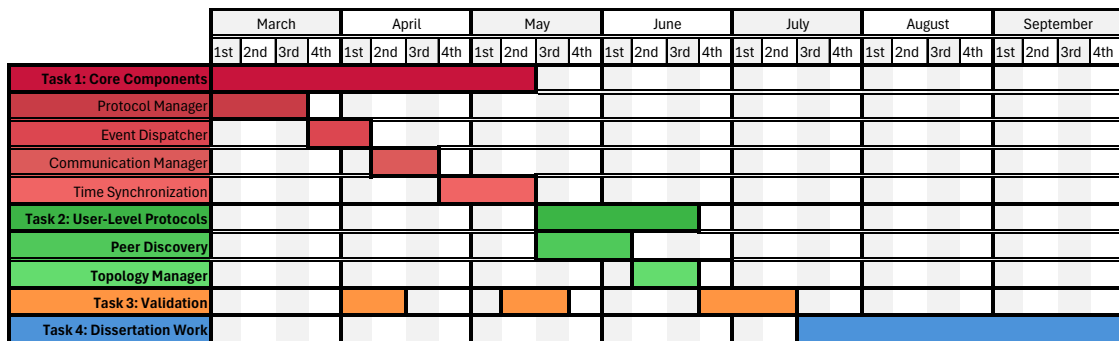 March April May June July August September
1st 2nd 3rd 4th 1st 2nd 3rd 4th 1st 2nd 3rd 4th 1st 2nd 3rd 4th 1st 2nd 3rd 4th 1st 2nd 3rd 4th 1st 2nd 3rd 4th
Task 1: Core Components
Protocol Manager
Event Dispatcher
Communication Manager
Time Synchronization
Task 2: User-Level Protocols
Peer Discovery
Topology Manager
Task 3: Validation
Task 4: Dissertation Work